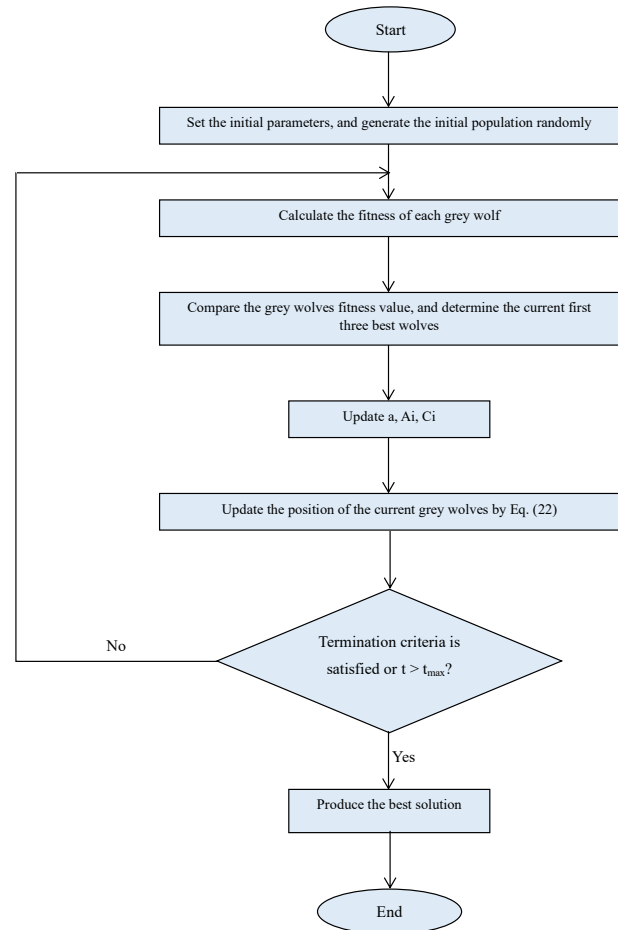 Start
Set the initial parameters, and generate the initial population randomly
Calculate the fitness of each grey wolf
Compare the grey wolves fitness value, and determine the current first
three best wolves
Update a, Ai, Ci
Update the position of the current grey wolves by Eq. (22)
Termination criteria is
satisfied or t > tmax?
No
Yes
Produce the best solution
End